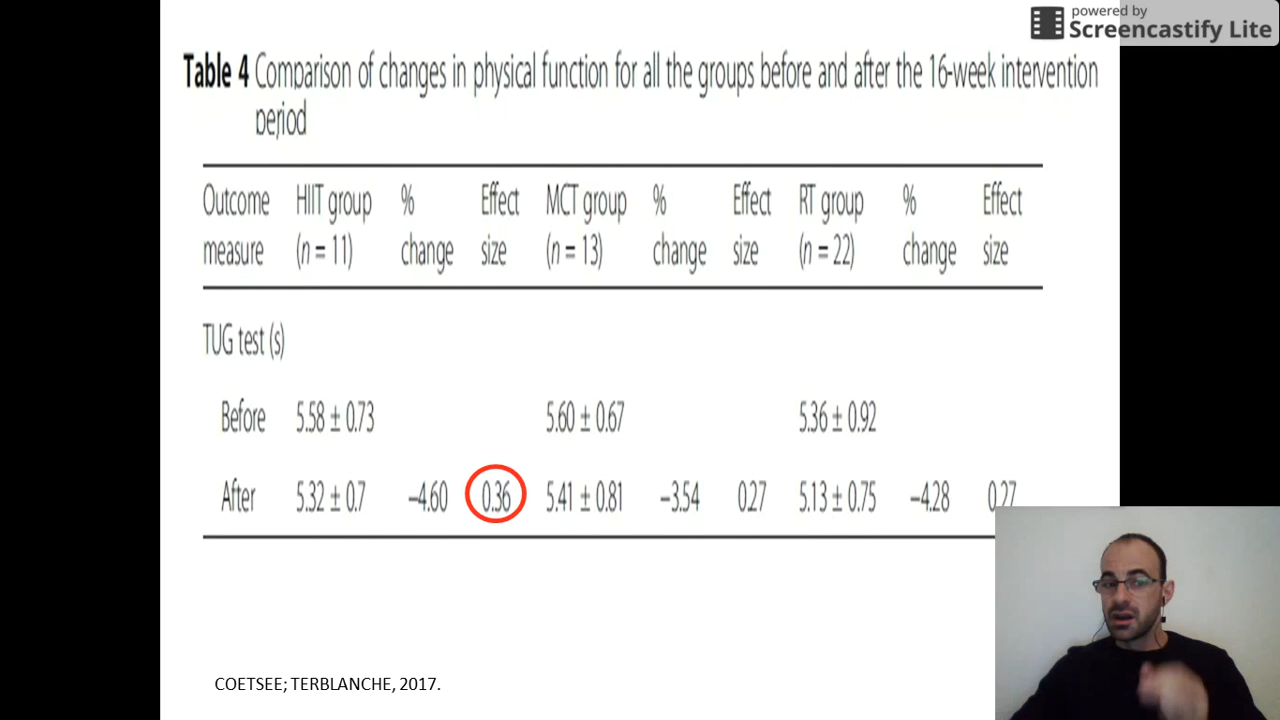 powered by
Screencastify Lite
Table 4 Comparison of changes in physical function for all the groups before and after the 16-week intervention
period
Outcome HIIT group % Effect MCT group % Effect RT group % Effect
measure (n = 11) change size (n = 13) change size (n = 22) change size
TUG test (s)
Before 5.58 ± 0.73 5.60 ± 0.67 5.36 ± 0.92
After 5.32 ± 0.7 –4.60 0.36 5.41 ± 0.81 –3.54 0.27 5.13 ± 0.75 –4.28 0.27
COETSEE; TERBLANCHE, 2017.